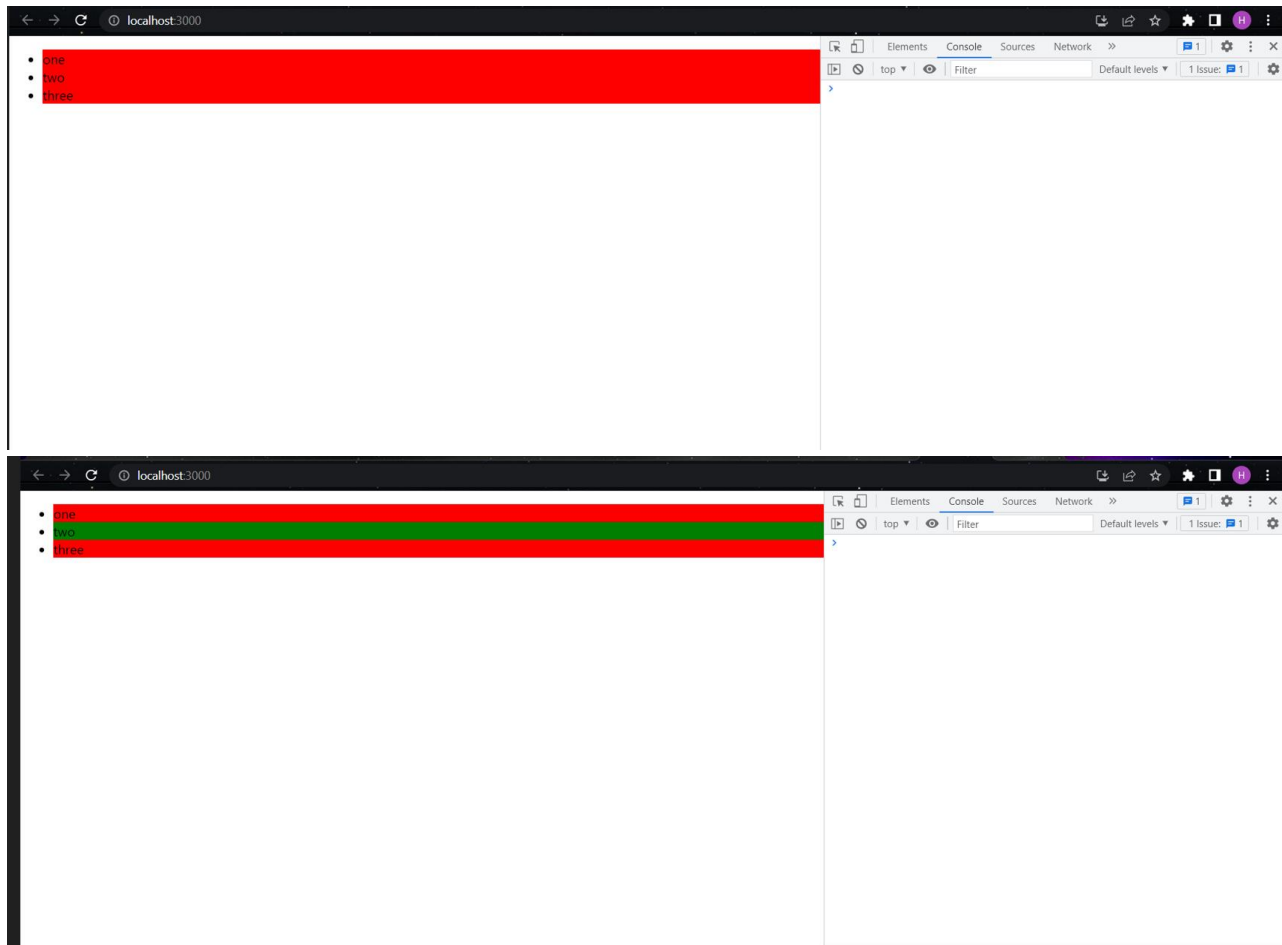 localhost:3000
Elements Console Sources Network » 1
top ▼ Filter Default levels ▼ 1 Issue: 1
• one
• two
• three
>
H
localhost:3000
Elements Console Sources Network » 1
top ▼ Filter Default levels ▼ 1 Issue: 1
• one
• two
• three
>
H